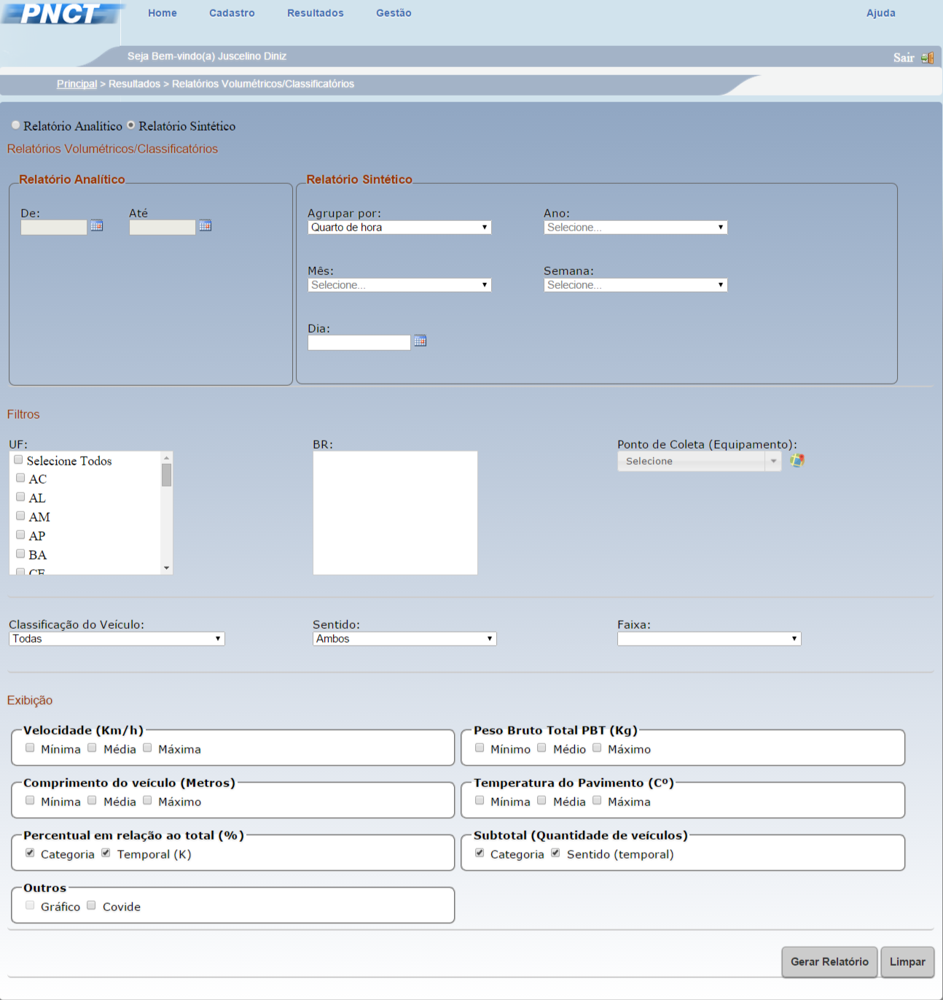 PNCT Home Cadastro Resultados Gestão Ajuda
Seja Bem-vindo(a) Juscelino Diniz Sair
Principal > Resultados > Relatórios Volumétricos/Classificatórios
Relatório Analítico Relatório Sintético
Relatórios Volumétricos/Classificatórios
Relatório Analítico Relatório Sintético
De: Até Agrupar por: Ano:
Quarto de hora Selecione...
Mês: Semana:
Selecione... Selecione...
Dia:
Filtros
UF: BR: Ponto de Coleta (Equipamento):
Selecione Todos Selecione
AC
AL
AM
AP
BA
CE
Classificação do Veículo: Sentido: Faixa:
Todas Ambos
Exibição
Velocidade (Km/h) Peso Bruto Total PBT (Kg)
Mínima Média Máxima Mínimo Médio Máximo
Comprimento do veículo (Metros) Temperatura do Pavimento (Cº)
Mínima Média Máximo Mínima Média Máxima
Percentual em relação ao total (%) Subtotal (Quantidade de veículos)
Categoria Temporal (K) Categoria Sentido (temporal)
Outros
Gráfico Covide
Gerar Relatório Limpar